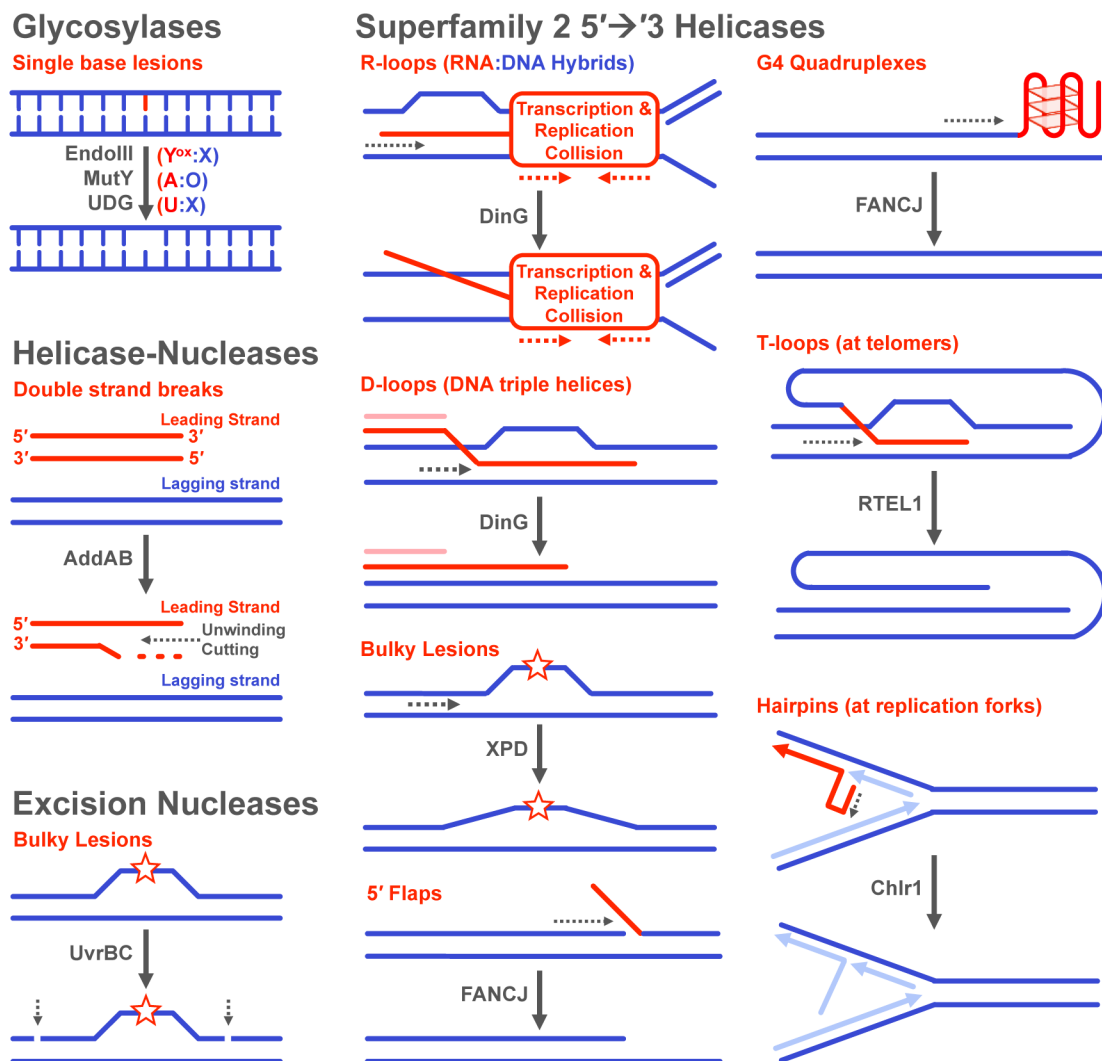 Glycosylases
Single base lesions
EndoIII (Yᵒˣ:X)
MutY (A:O)
UDG (U:X)
Helicase-Nucleases
Double strand breaks
Leading Strand
5′ 3′
3′ 5′
Lagging strand
AddAB
Leading Strand
5′
Unwinding
3′ Cutting
Lagging strand
Excision Nucleases
Bulky Lesions
UvrBC
Superfamily 2 5′→′3 Helicases
R-loops (RNA:DNA Hybrids)
Transcription &
Replication
Collision
DinG
Transcription &
Replication
Collision
D-loops (DNA triple helices)
DinG
Bulky Lesions
XPD
5′ Flaps
FANCJ
G4 Quadruplexes
FANCJ
T-loops (at telomers)
RTEL1
Hairpins (at replication forks)
Chlr1